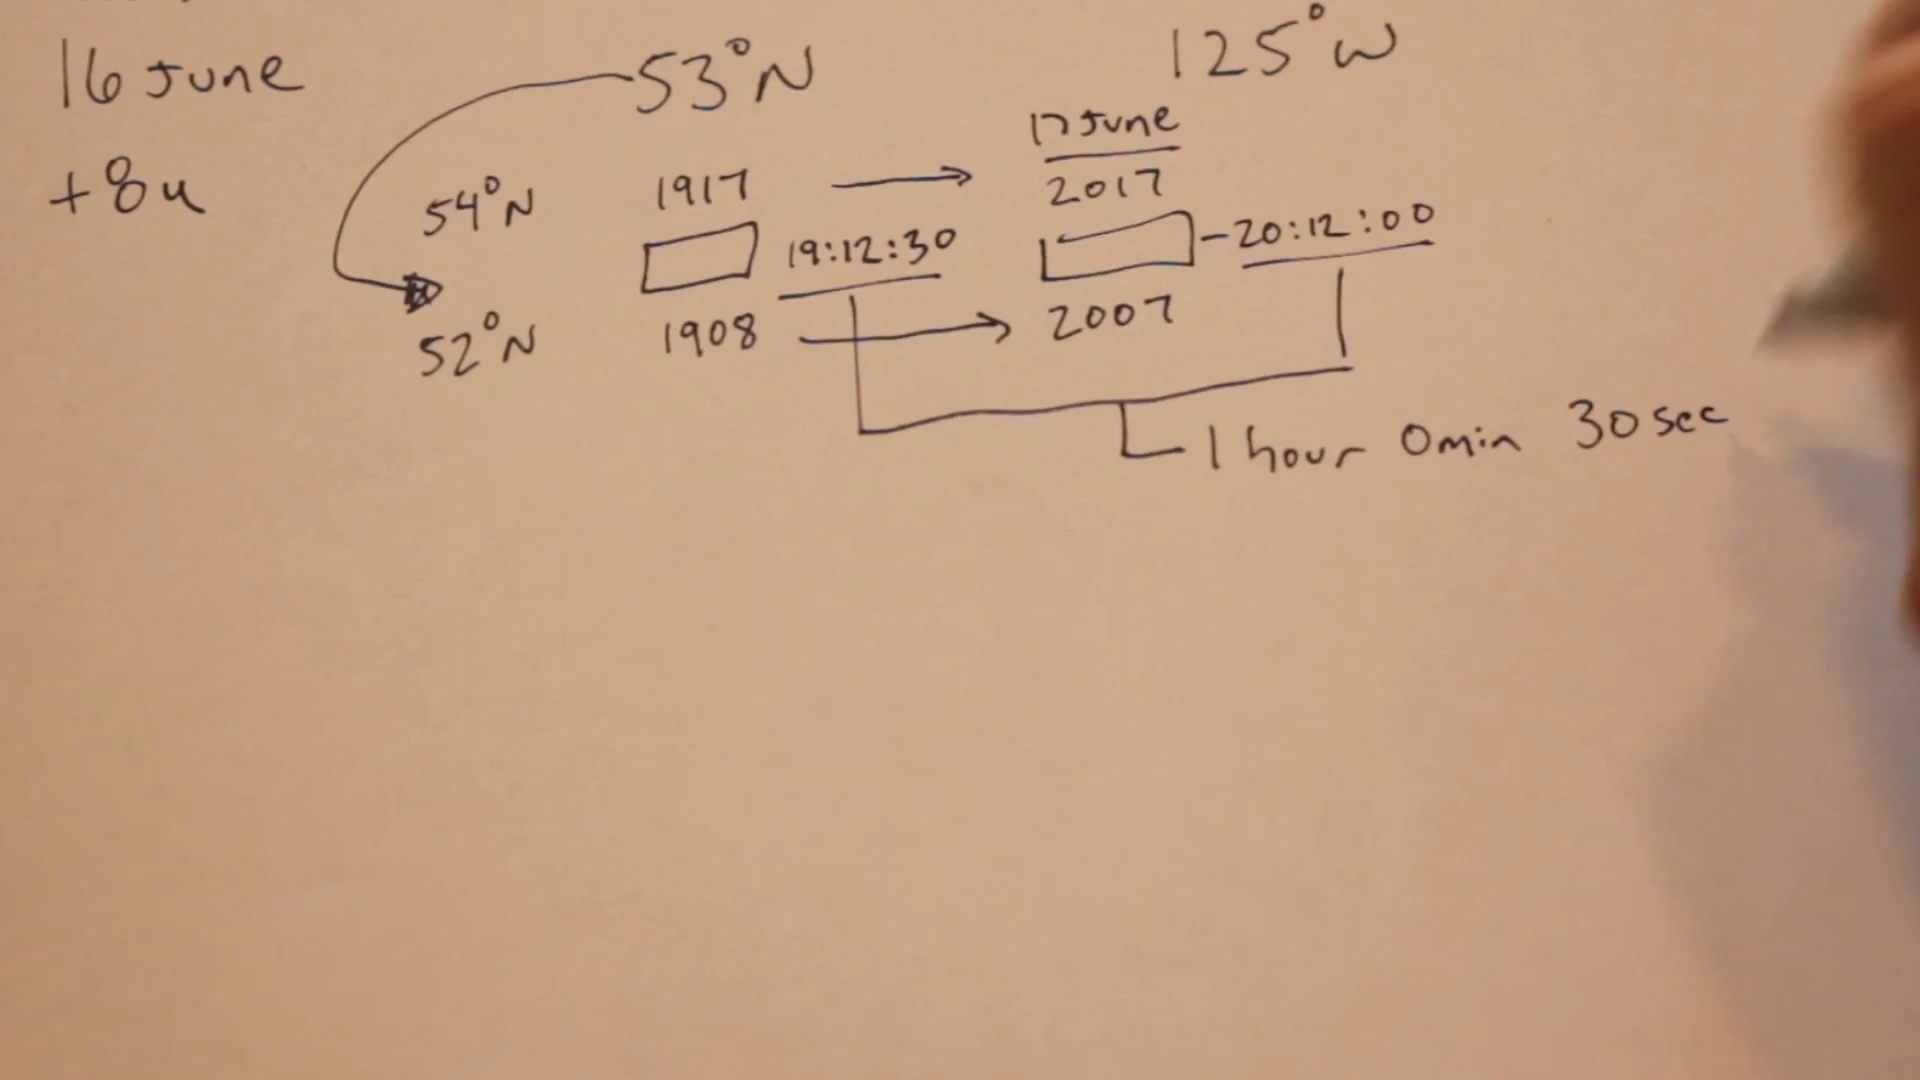 16 June
53°N
125°W
17 June
+8u
54°N
1917
2017
19:12:30
20:12:00
52°N
1908
2007
1 hour 0min 30sec